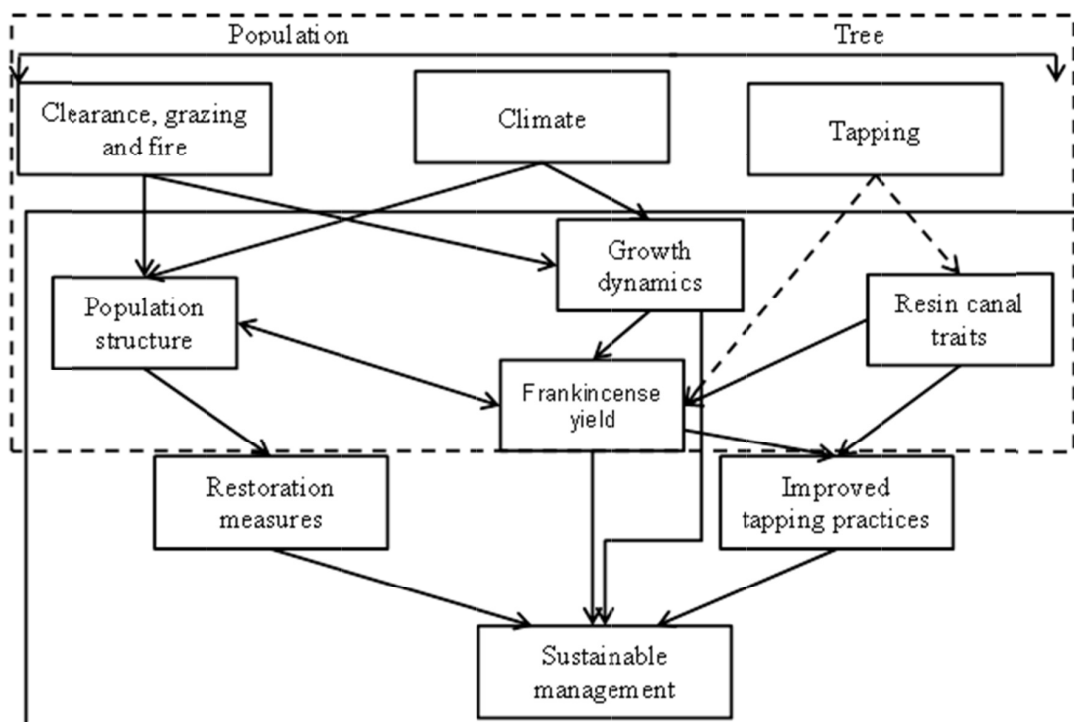 Population
Tree
Clearance, grazing
and fire
Climate
Tapping
Growth
dynamics
Population
structure
Resin canal
traits
Frankincense
yield
Restoration
measures
Improved
tapping practices
Sustainable
management